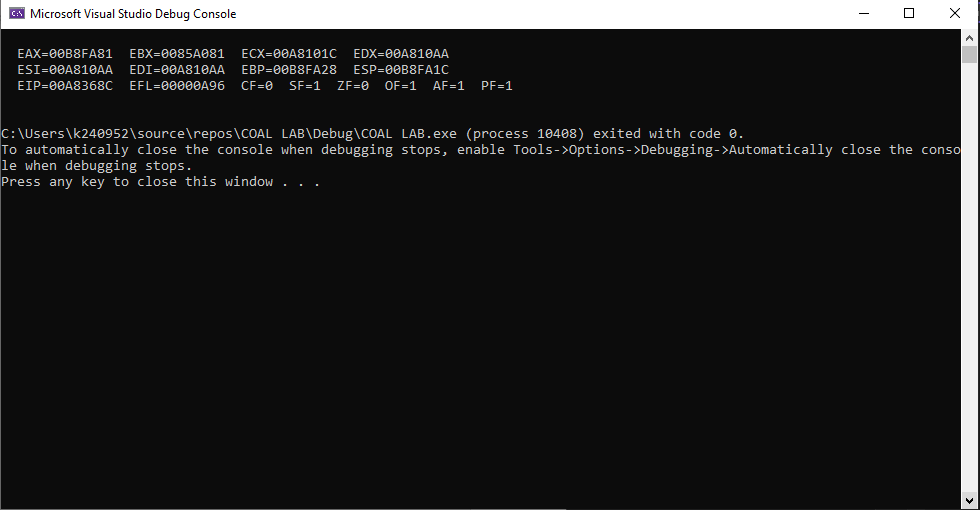 Microsoft Visual Studio Debug Console
EAX=00B8FA81  EBX=0085A081  ECX=00A8101C  EDX=00A810AA
ESI=00A810AA  EDI=00A810AA  EBP=00B8FA28  ESP=00B8FA1C
EIP=00A8368C  EFL=00000A96  CF=0  SF=1  ZF=0  OF=1  AF=1  PF=1
C:\Users\k240952\source\repos\COAL LAB\Debug\COAL LAB.exe (process 10408) exited with code 0.
To automatically close the console when debugging stops, enable Tools->Options->Debugging->Automatically close the conso
le when debugging stops.
Press any key to close this window . . .